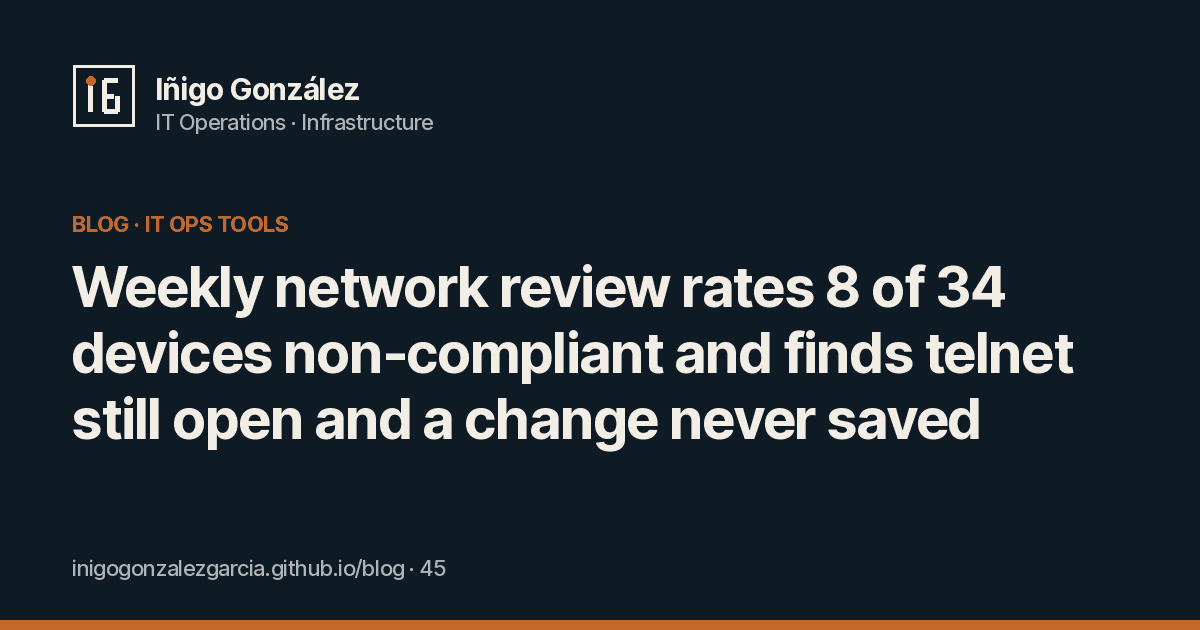 iG
Iñigo González
IT Operations · Infrastructure
BLOG · IT OPS TOOLS
Weekly network review rates 8 of 34
devices non-compliant and finds telnet
still open and a change never saved
inigogonzalezgarcia.github.io/blog · 45